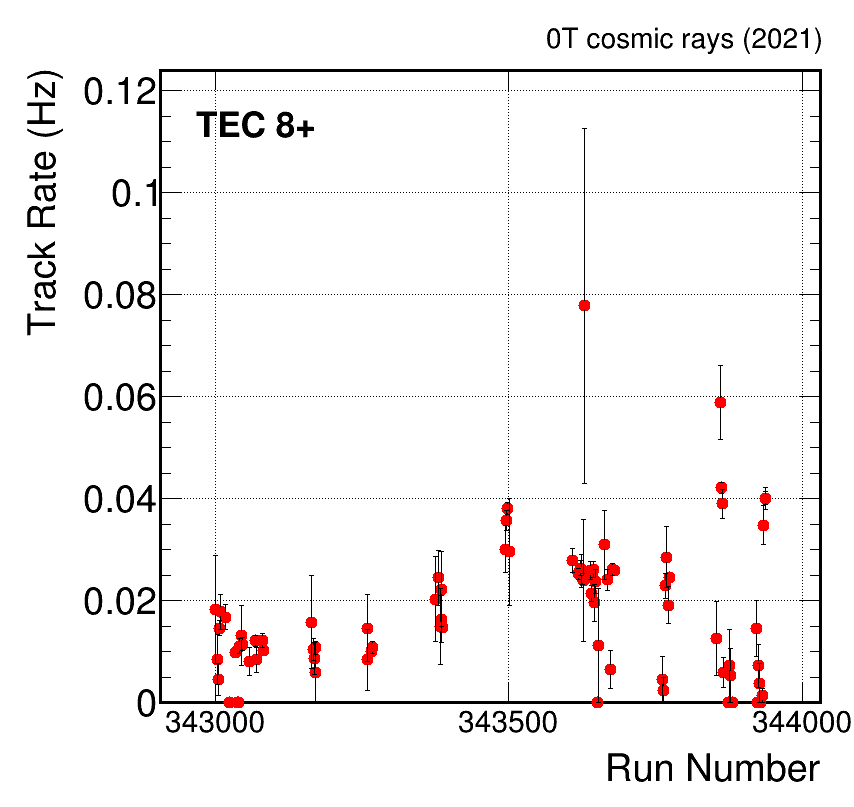 0T cosmic rays (2021)
Track Rate (Hz)
TEC 8+
0.12
0.1
0.08
0.06
0.04
0.02
0
343000
343500
344000
Run Number